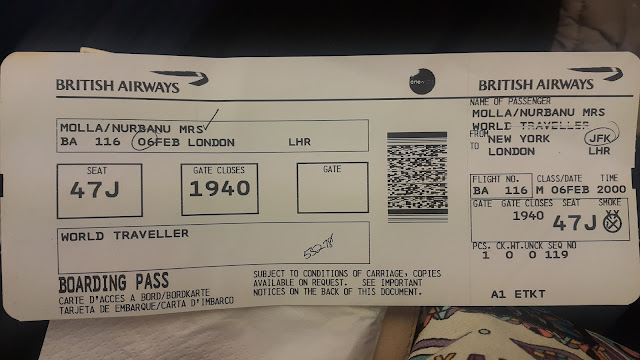 BRITISH AIRWAYS
one
MOLLA/NURBANU MRS
BA 116 06FEB LONDON LHR
SEAT
47J
GATE CLOSES
1940
GATE
WORLD TRAVELLER
53278
BOARDING PASS
CARTE D'ACCES A BORD/BORDKARTE
TARJETA DE EMBARQUE/CARTA D'IMBARCO
SUBJECT TO CONDITIONS OF CARRIAGE, COPIES
AVAILABLE ON REQUEST. SEE IMPORTANT
NOTICES ON THE BACK OF THIS DOCUMENT.
BRITISH AIRWAYS
NAME OF PASSENGER
MOLLA/NURBANU MRS
WORLD TRAVELLER
FROM NEW YORK JFK
TO LONDON LHR
FLIGHT NO. CLASS/DATE TIME
BA 116 M 06FEB 2000
GATE GATE CLOSES SEAT SMOKE
1940 47J
PCS. CK.WT. UNCK SEQ NO
1 0 0 119
A1 ETKT